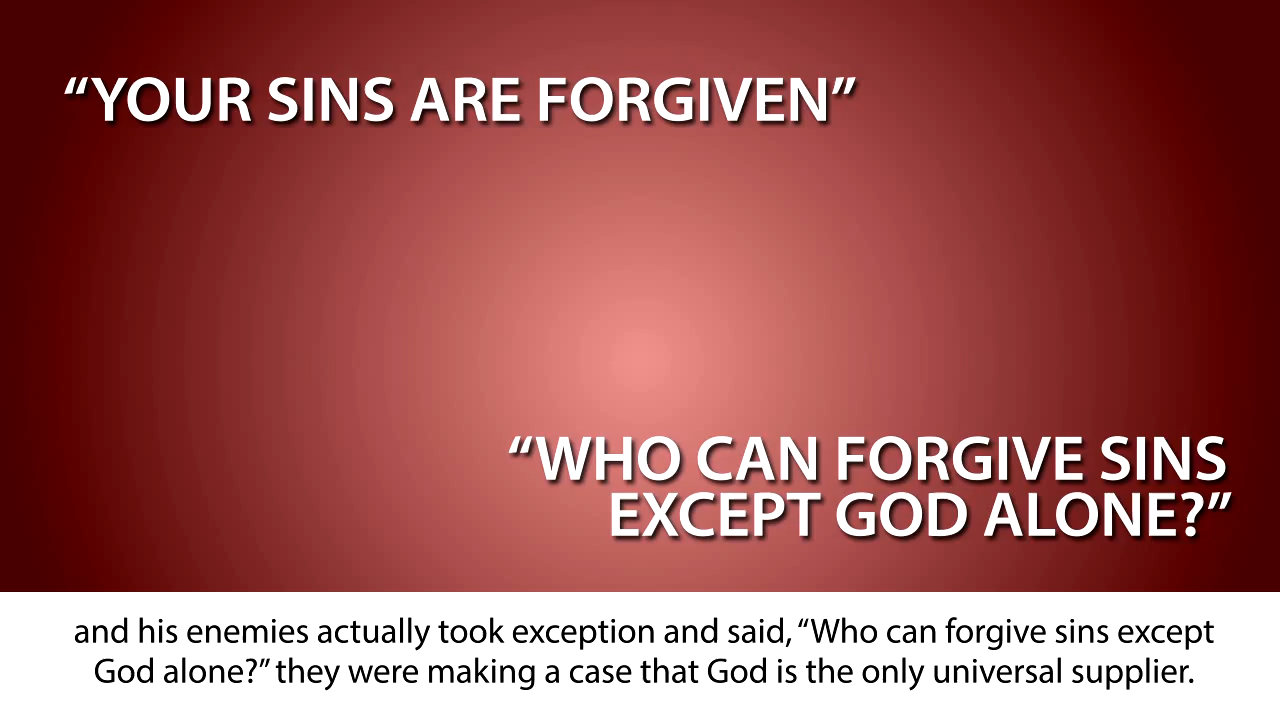 “YOUR SINS ARE FORGIVEN”
“WHO CAN FORGIVE SINS
EXCEPT GOD ALONE?”
and his enemies actually took exception and said, “Who can forgive sins except
God alone?” they were making a case that God is the only universal supplier.